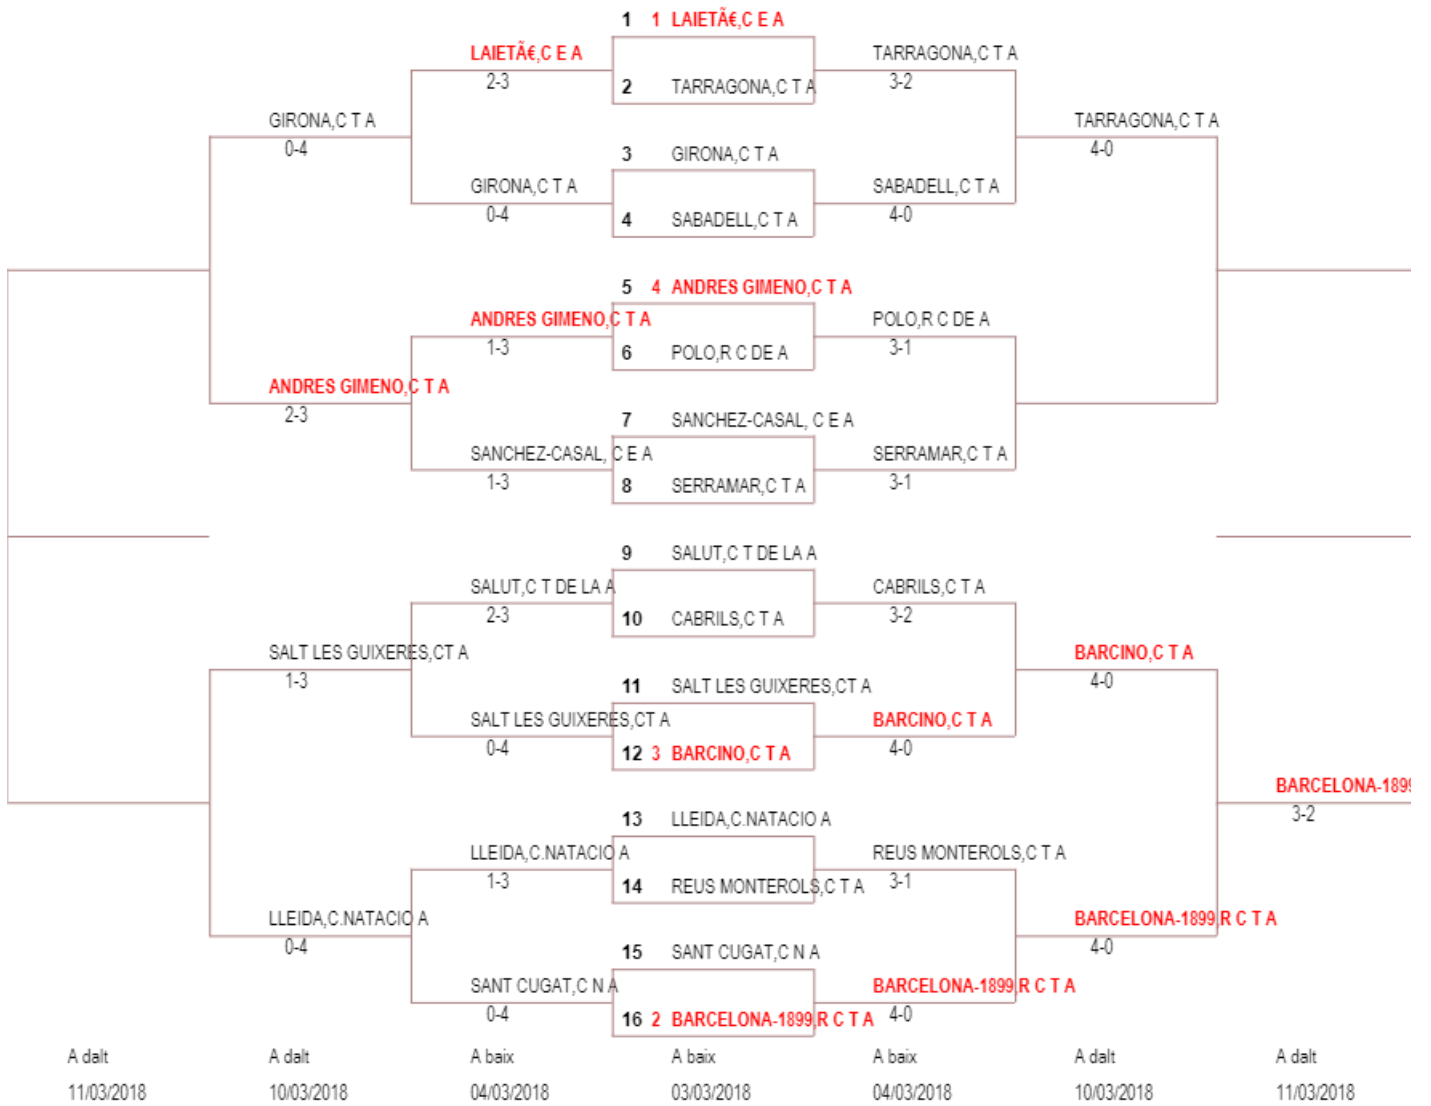 1 1 LAIETÃ€,C E A
LAIETÃ€,C E A TARRAGONA,C T A
2-3 2 TARRAGONA,C T A 3-2
GIRONA,C T A TARRAGONA,C T A
0-4 3 GIRONA,C T A 4-0
GIRONA,C T A SABADELL,C T A
0-4 4 SABADELL,C T A 4-0
5 4 ANDRES GIMENO,C T A
ANDRES GIMENO,C T A POLO,R C DE A
1-3 6 POLO,R C DE A 3-1
ANDRES GIMENO,C T A
2-3 7 SANCHEZ-CASAL, C E A
SANCHEZ-CASAL, C E A SERRAMAR,C T A
1-3 8 SERRAMAR,C T A 3-1
9 SALUT,C T DE LA A
SALUT,C T DE LA A CABRILS,C T A
2-3 10 CABRILS,C T A 3-2
SALT LES GUIXERES,CT A BARCINO,C T A
1-3 11 SALT LES GUIXERES,CT A 4-0
SALT LES GUIXERES,CT A BARCINO,C T A
0-4 12 3 BARCINO,C T A 4-0
BARCELONA-1899
13 LLEIDA,C.NATACIO A 3-2
LLEIDA,C.NATACIO A REUS MONTEROLS,C T A
1-3 14 REUS MONTEROLS,C T A 3-1
LLEIDA,C.NATACIO A BARCELONA-1899,R C T A
0-4 15 SANT CUGAT,C N A 4-0
SANT CUGAT,C N A BARCELONA-1899,R C T A
0-4 16 2 BARCELONA-1899,R C T A 4-0
A dalt A dalt A baix A baix A baix A dalt A dalt
11/03/2018 10/03/2018 04/03/2018 03/03/2018 04/03/2018 10/03/2018 11/03/2018